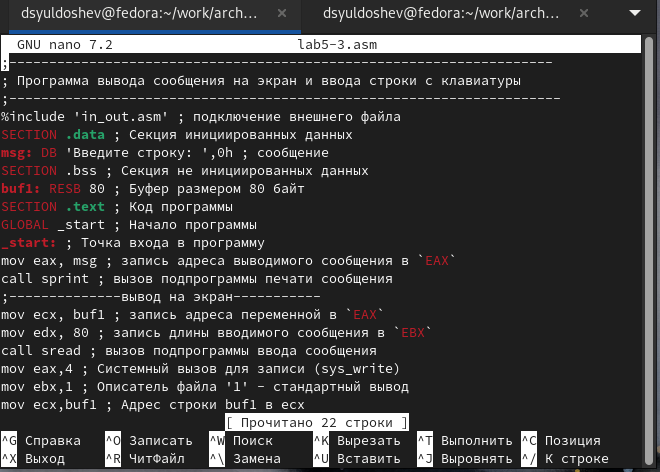 dsyuldoshev@fedora:~/work/arch... × dsyuldoshev@fedora:~/work/arch... ×
GNU nano 7.2 lab5-3.asm
;--------------------------------------------------------------------
; Программа вывода сообщения на экран и ввода строки с клавиатуры
;---------------------------------------------------------------------
%include 'in_out.asm' ; подключение внешнего файла
SECTION .data ; Секция инициированных данных
msg: DB 'Введите строку: ',0h ; сообщение
SECTION .bss ; Секция не инициированных данных
buf1: RESB 80 ; Буфер размером 80 байт
SECTION .text ; Код программы
GLOBAL _start ; Начало программы
_start: ; Точка входа в программу
mov eax, msg ; запись адреса выводимого сообщения в `EAX`
call sprint ; вызов подпрограммы печати сообщения
;--------------вывод на экран-----------
mov ecx, buf1 ; запись адреса переменной в `EAX`
mov edx, 80 ; запись длины вводимого сообщения в `EBX`
call sread ; вызов подпрограммы ввода сообщения
mov eax,4 ; Системный вызов для записи (sys_write)
mov ebx,1 ; Описатель файла '1' - стандартный вывод
mov ecx,buf1 ; Адрес строки buf1 в ecx
[ Прочитано 22 строки ]
^G Справка ^O Записать ^W Поиск ^K Вырезать ^T Выполнить ^C Позиция
^X Выход ^R ЧитФайл ^\ Замена ^U Вставить ^J Выровнять ^/ К строке